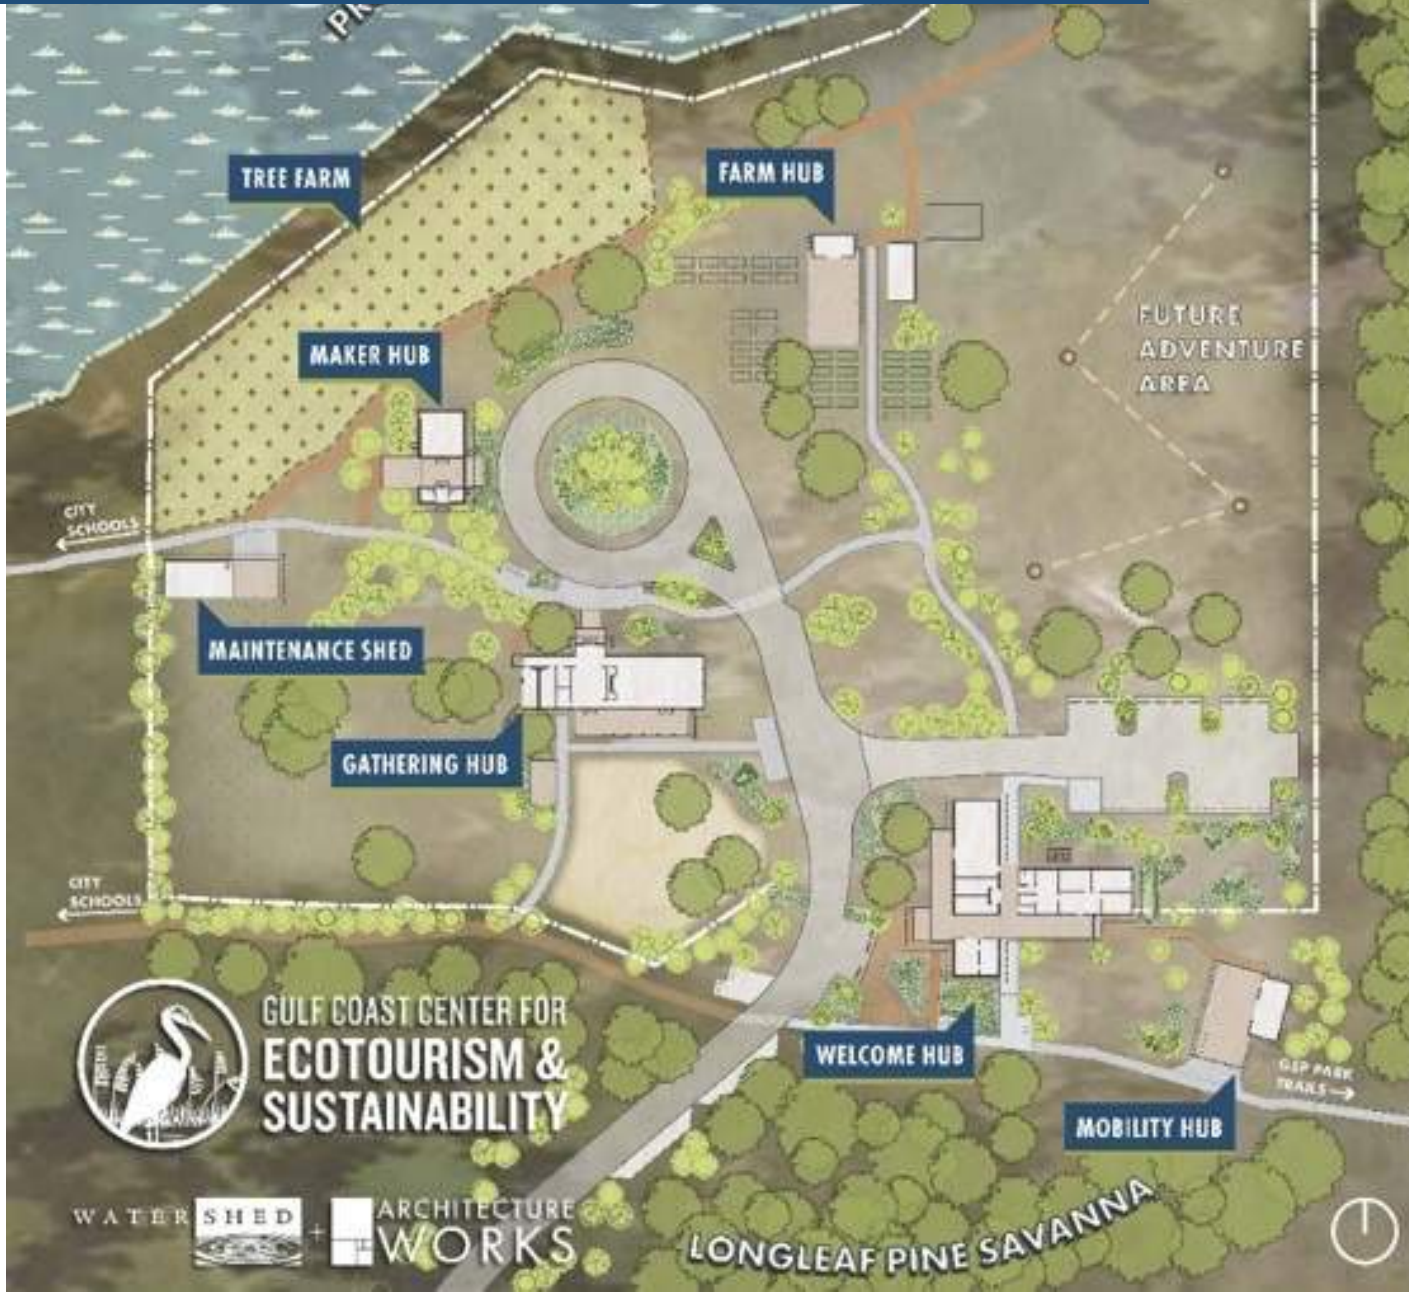 TREE FARM
FARM HUB
FUTURE
ADVENTURE
AREA
MAKER HUB
CITY
SCHOOLS
MAINTENANCE SHED
GATHERING HUB
CITY
SCHOOLS
GULF COAST CENTER FOR
ECOTOURISM &
SUSTAINABILITY
WELCOME HUB
GSP PARK
TRAILS
MOBILITY HUB
WATERSHED + ARCHITECTURE
WORKS
LONGLEAF PINE SAVANNA